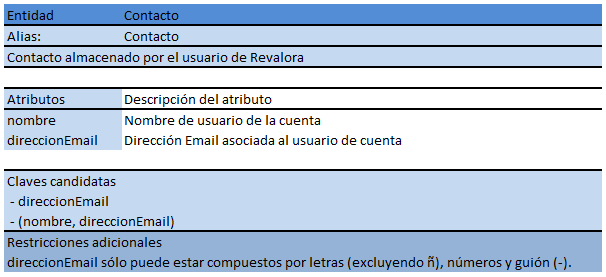 Entidad Contacto
Alias: Contacto
Contacto almacenado por el usuario de Revalora
Atributos Descripción del atributo
nombre Nombre de usuario de la cuenta
direccionEmail Dirección Email asociada al usuario de cuenta
Claves candidatas
- direccionEmail
- (nombre, direccionEmail)
Restricciones adicionales
direccionEmail sólo puede estar compuestos por letras (excluyendo ñ), números y guión (-).